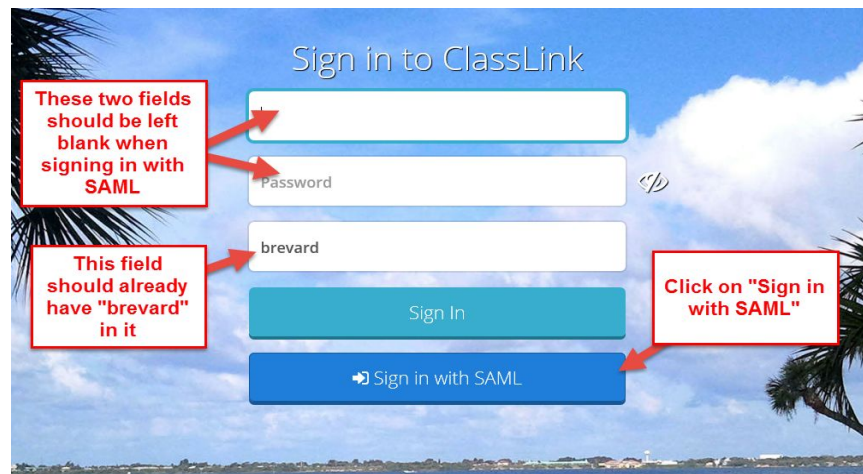 Sign in to ClassLink
These two fields
should be left
blank when
signing in with
SAML
Password
brevard
This field
should already
have "brevard"
in it
Sign In
Click on "Sign in
with SAML"
Sign in with SAML